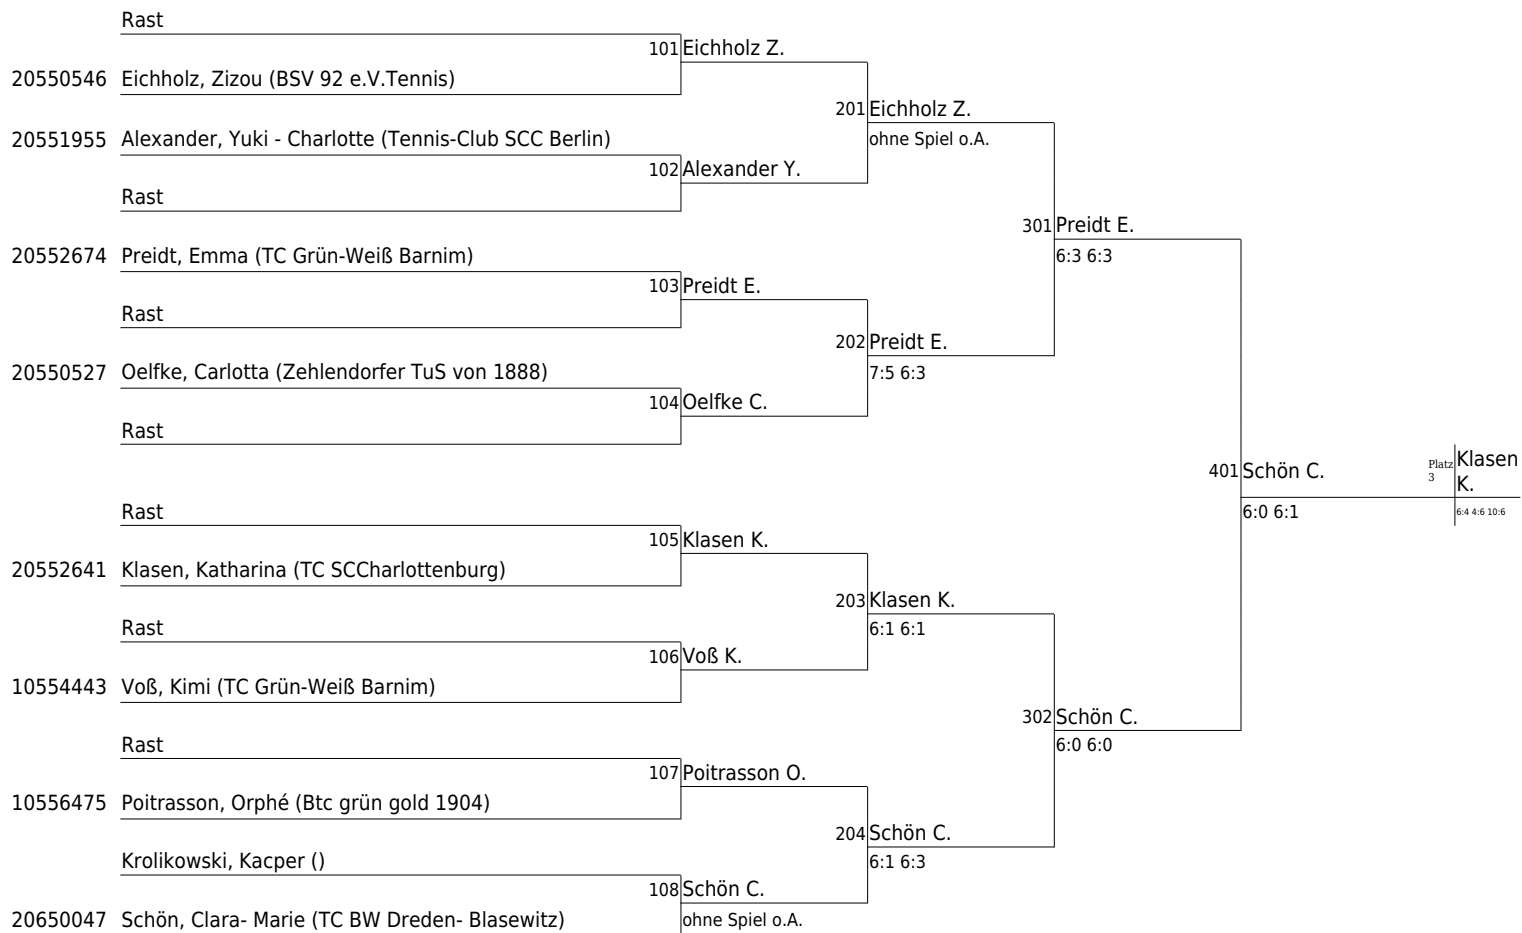 Rast
101 Eichholz Z.
20550546 Eichholz, Zizou (BSV 92 e.V.Tennis)
201 Eichholz Z.
20551955 Alexander, Yuki - Charlotte (Tennis-Club SCC Berlin)
ohne Spiel o.A.
102 Alexander Y.
Rast
301 Preidt E.
20552674 Preidt, Emma (TC Grün-Weiß Barnim)
6:3 6:3
103 Preidt E.
Rast
202 Preidt E.
20550527 Oelfke, Carlotta (Zehlendorfer TuS von 1888)
7:5 6:3
104 Oelfke C.
Rast
401 Schön C.
Platz 3
Klasen K.
Rast
6:0 6:1
6:4 4:6 10:6
105 Klasen K.
20552641 Klasen, Katharina (TC SCCharlottenburg)
203 Klasen K.
Rast
6:1 6:1
106 Voß K.
10554443 Voß, Kimi (TC Grün-Weiß Barnim)
302 Schön C.
Rast
6:0 6:0
107 Poitrasson O.
10556475 Poitrasson, Orphé (Btc grün gold 1904)
204 Schön C.
Krolikowski, Kacper ()
6:1 6:3
108 Schön C.
20650047 Schön, Clara- Marie (TC BW Dreden- Blasewitz)
ohne Spiel o.A.